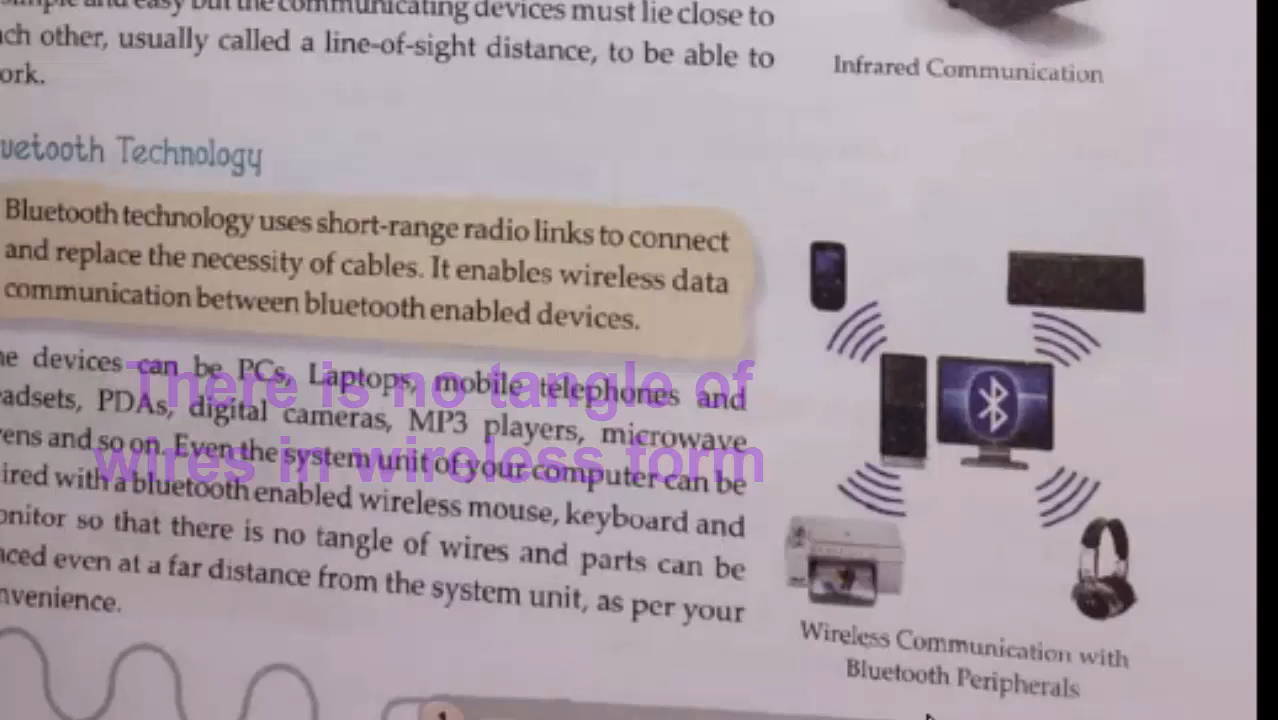 simple and easy but the communicating devices must lie close to
each other, usually called a line-of-sight distance, to be able to
ork.
Infrared Communication
uetooth Technology
Bluetooth technology uses short-range radio links to connect
and replace the necessity of cables. It enables wireless data
communication between bluetooth enabled devices.
ne devices can be PCs, Laptops, mobile telephones and
adsets, PDAs, digital cameras, MP3 players, microwave
ens and so on. Even the system unit of your computer can be
ired with a bluetooth enabled wireless mouse, keyboard and
onitor so that there is no tangle of wires and parts can be
aced even at a far distance from the system unit, as per your
nvenience.
There is no tangle of
wires in wireless form
Wireless Communication with
Bluetooth Peripherals
1